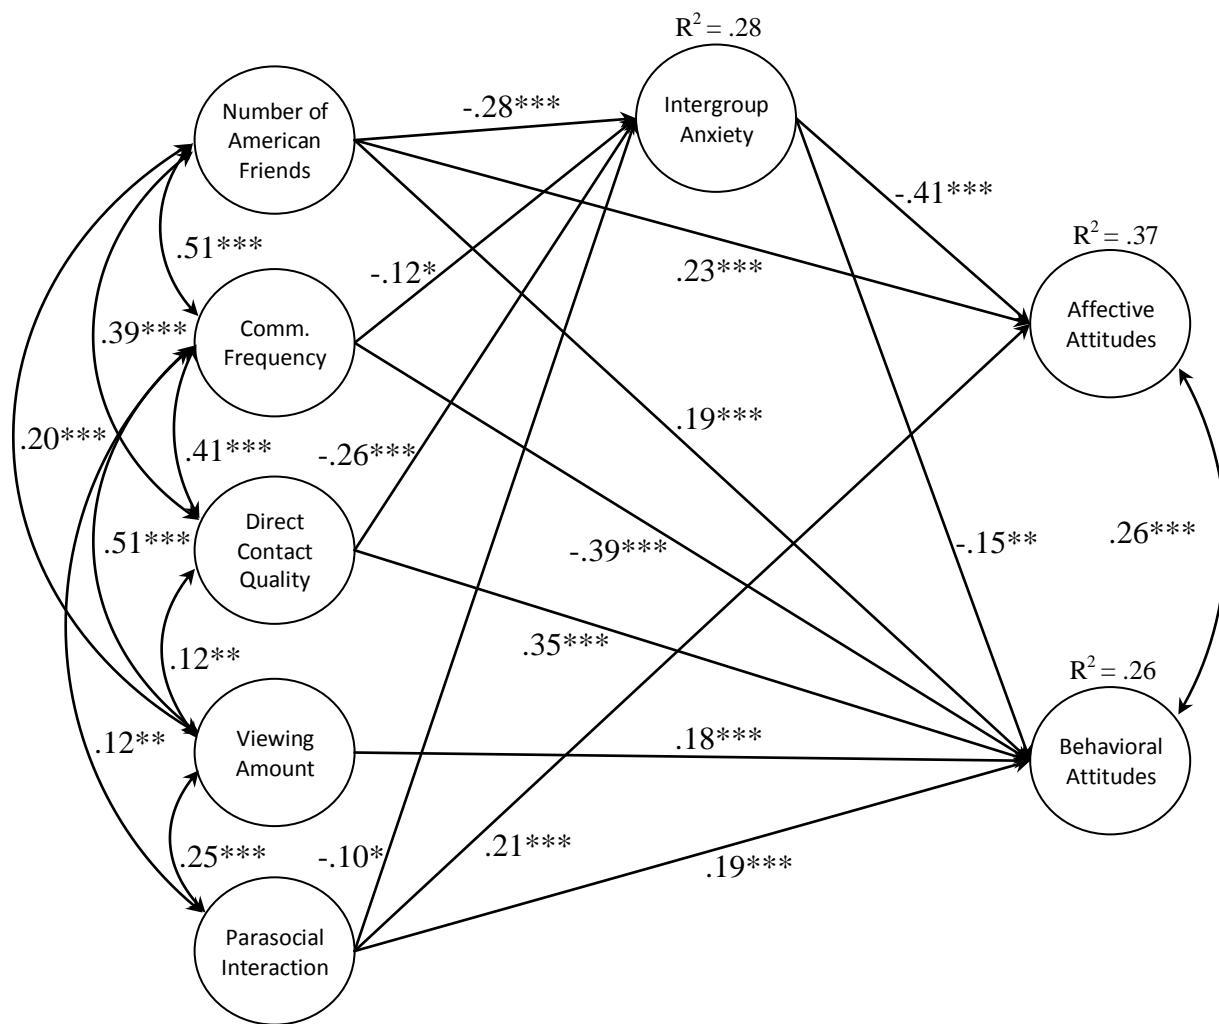 R² = .28
Number of
American
Friends
-.28***
Intergroup
Anxiety
-.41***
R² = .37
.51***
-.12*
.23***
Affective
Attitudes
Comm.
Frequency
.39***
.20***
.41***
-.26***
.19***
.51***
Direct
Contact
Quality
-.39***
-.15**
.26***
.12**
.35***
R² = .26
.12**
Viewing
Amount
.18***
Behavioral
Attitudes
.25***
-.10*
.21***
.19***
Parasocial
Interaction